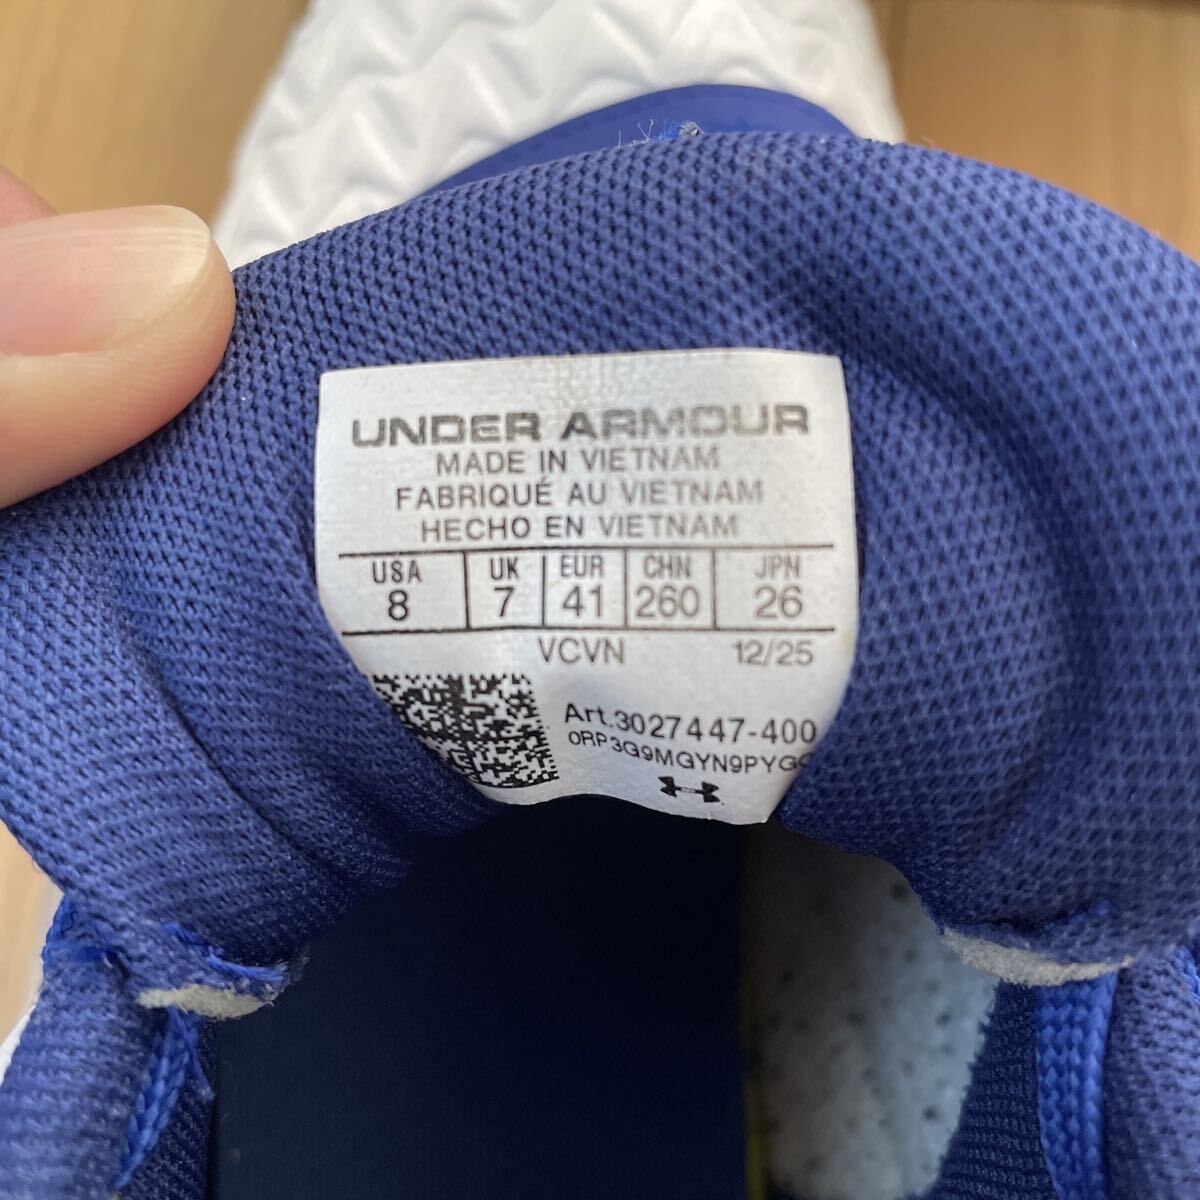 UNDER ARMOUR
MADE IN VIETNAM
FABRIQUÉ AU VIETNAM
HECHO EN VIETNAM
USA UK EUR CHN JPN
8 7 41 260 26
VCVN 12/25
Art.3027447-400